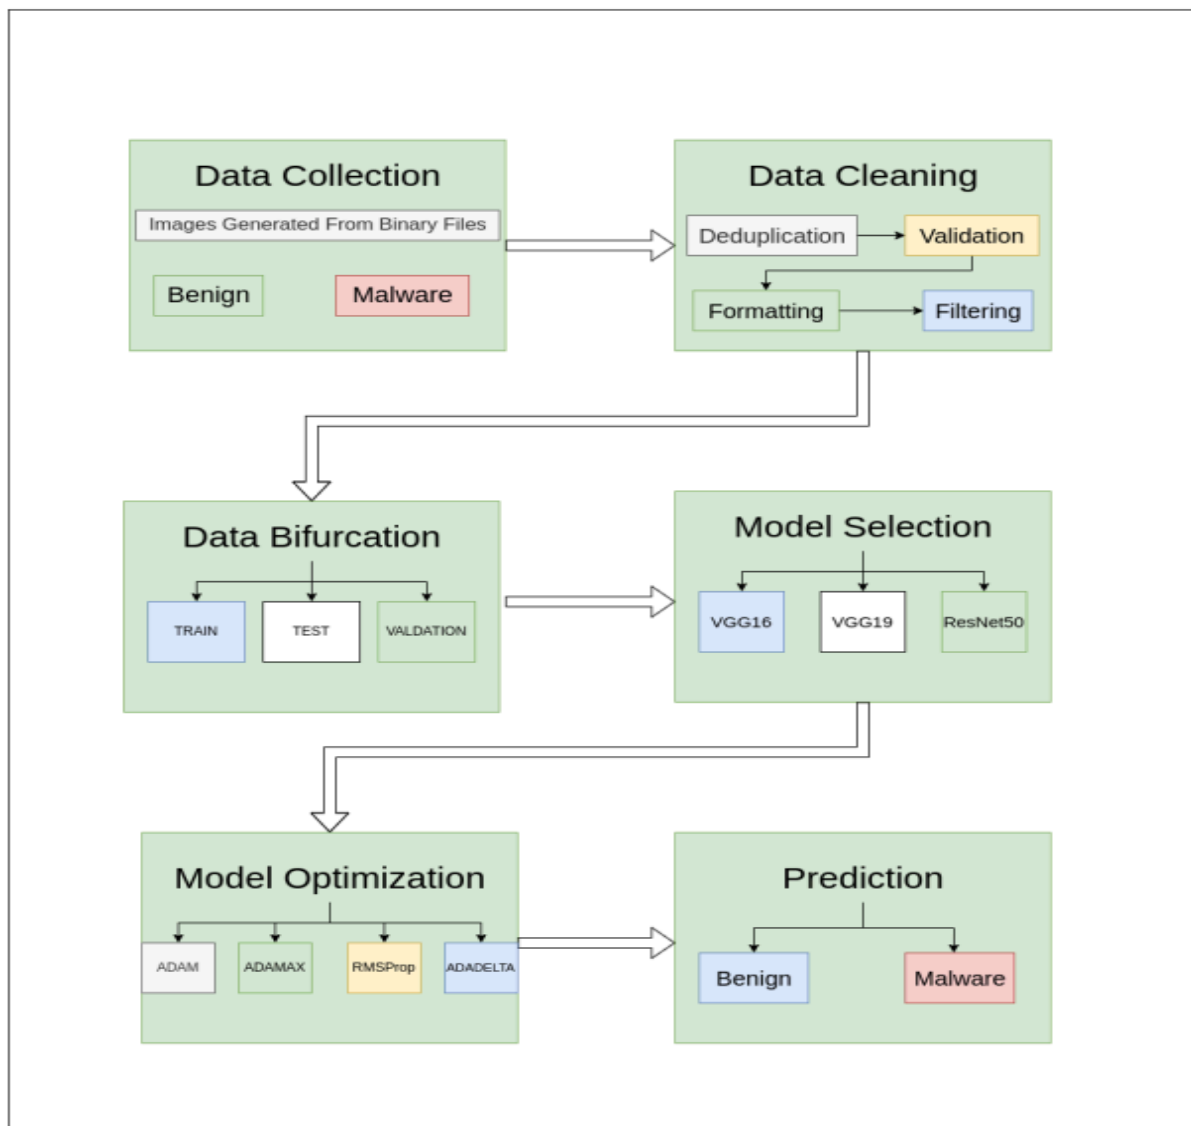 Data Collection
Images Generated From Binary Files
Benign
Malware
Data Cleaning
Deduplication
Validation
Formatting
Filtering
Data Bifurcation
TRAIN
TEST
VALDATION
Model Selection
VGG16
VGG19
ResNet50
Model Optimization
ADAM
ADAMAX
RMSProp
ADADELTA
Prediction
Benign
Malware